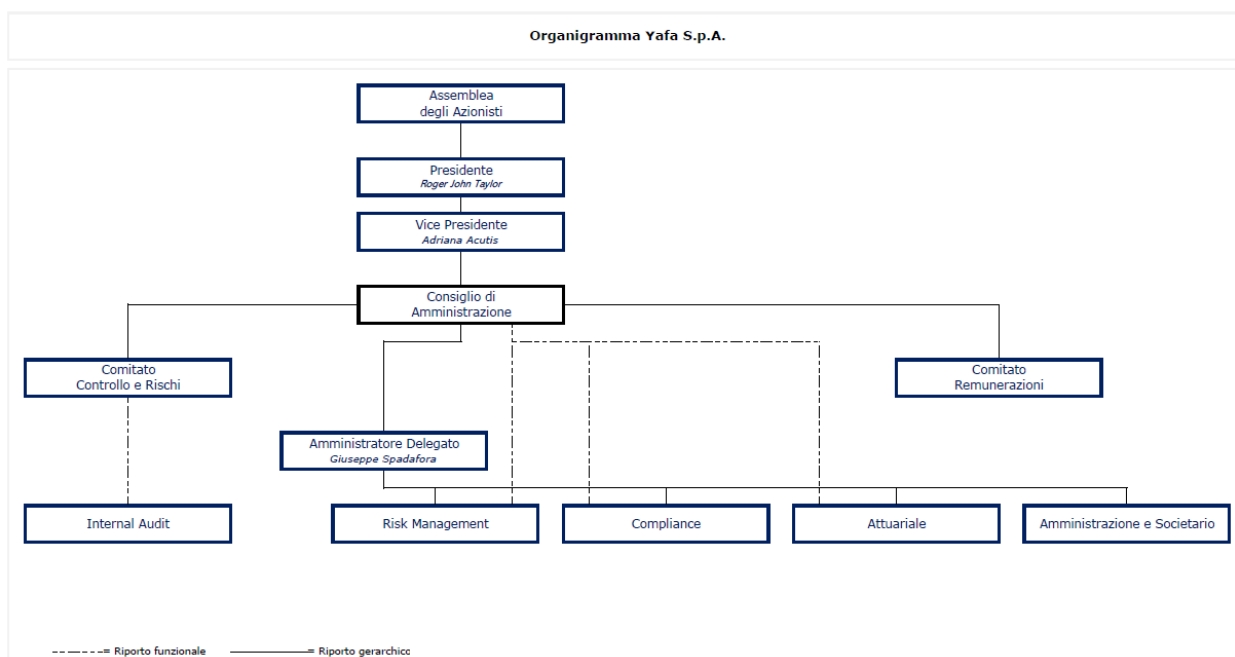 Organigramma Yafa S.p.A.
Assemblea
degli Azionisti
Presidente
Roger John Taylor
Vice Presidente
Adriana Acutis
Consiglio di
Amministrazione
Comitato
Controllo e Rischi
Comitato
Remunerazioni
Amministratore Delegato
Giuseppe Spadafora
Internal Audit
Risk Management
Compliance
Attuariale
Amministrazione e Societario
= Riporto funzionale
= Riporto gerarchico